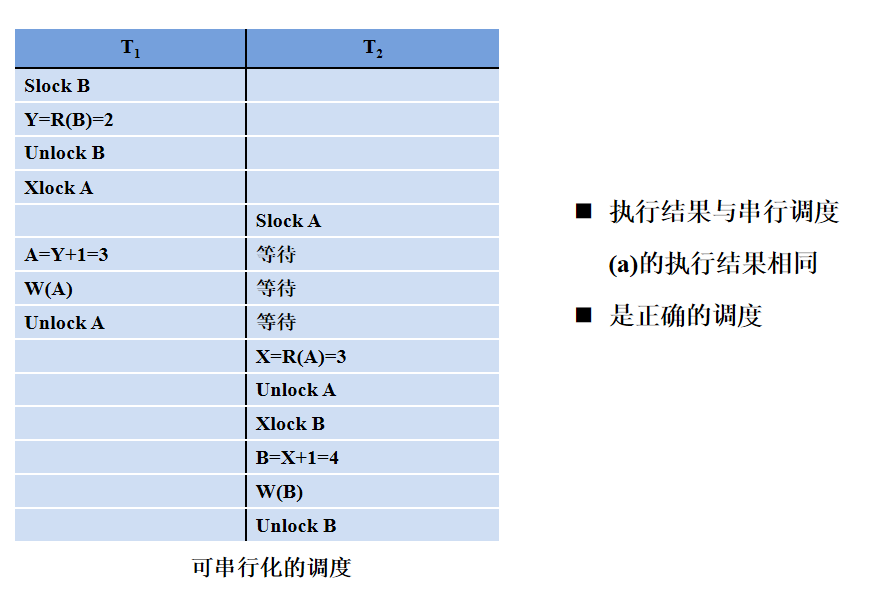 T1 T2
Slock B
Y=R(B)=2
Unlock B
Xlock A
Slock A
A=Y+1=3 等待
W(A) 等待
Unlock A 等待
X=R(A)=3
Unlock A
Xlock B
B=X+1=4
W(B)
Unlock B
可串行化的调度
■ 执行结果与串行调度
(a)的执行结果相同
■ 是正确的调度